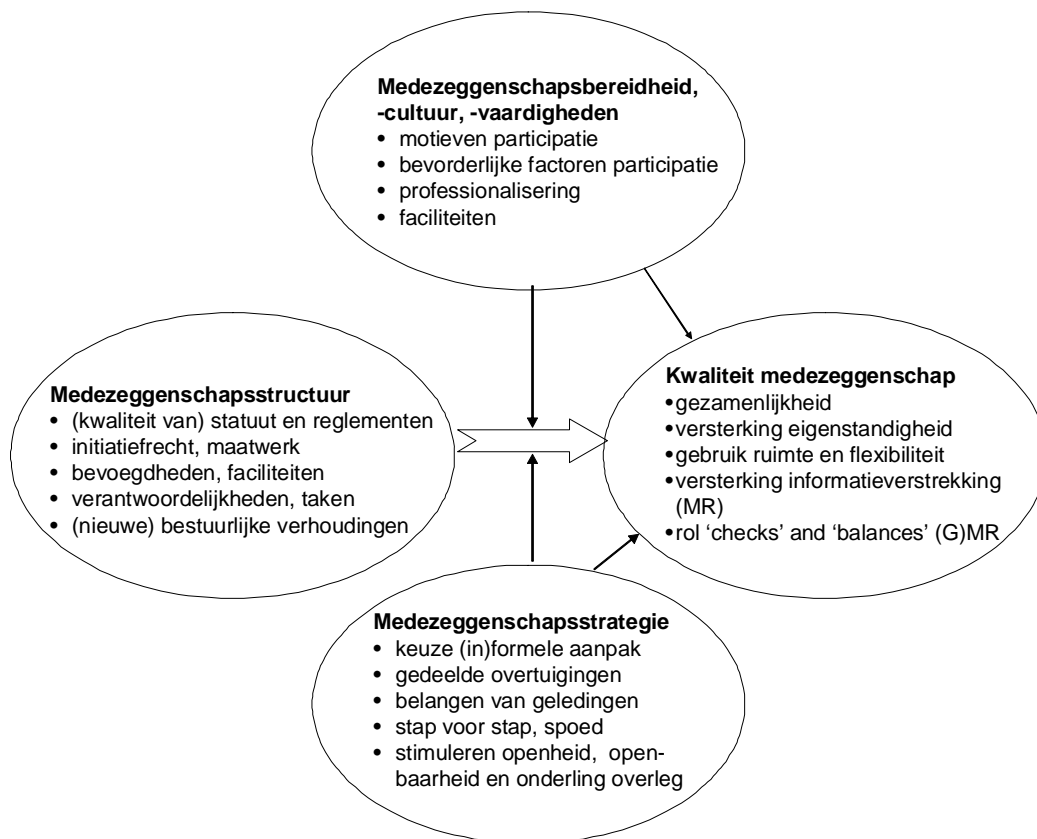 Medezeggenschapsbereidheid,
-cultuur, -vaardigheden
• motieven participatie
• bevorderlijke factoren participatie
• professionalisering
• faciliteiten
Medezeggenschapsstructuur
• (kwaliteit van) statuut en reglementen
• initiatiefrecht, maatwerk
• bevoegdheden, faciliteiten
• verantwoordelijkheden, taken
• (nieuwe) bestuurlijke verhoudingen
Kwaliteit medezeggenschap
•gezamenlijkheid
•versterking eigenstandigheid
•gebruik ruimte en flexibiliteit
•versterking informatieverstrekking
(MR)
•rol ‘checks’ and ‘balances’ (G)MR
Medezeggenschapsstrategie
• keuze (in)formele aanpak
• gedeelde overtuigingen
• belangen van geledingen
• stap voor stap, spoed
• stimuleren openheid, open-
baarheid en onderling overleg